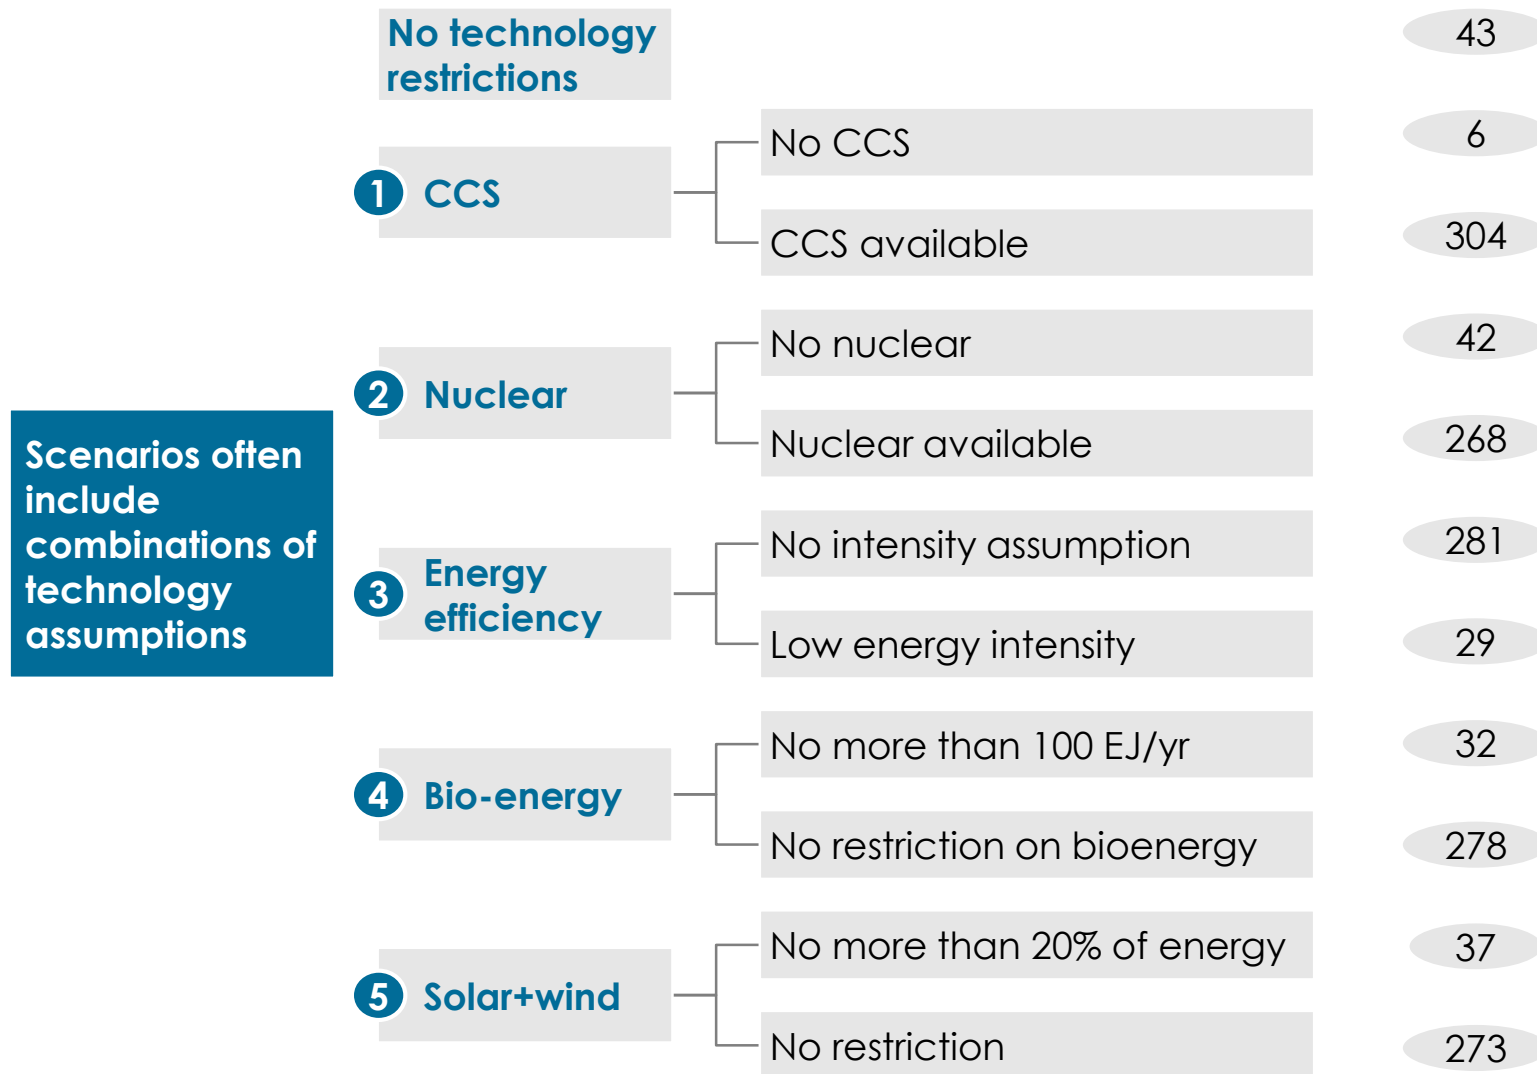 No technology
restrictions
43
1 CCS
No CCS
6
CCS available
304
2 Nuclear
No nuclear
42
Nuclear available
268
Scenarios often
include
combinations of
technology
assumptions
3 Energy
efficiency
No intensity assumption
281
Low energy intensity
29
4 Bio-energy
No more than 100 EJ/yr
32
No restriction on bioenergy
278
5 Solar+wind
No more than 20% of energy
37
No restriction
273